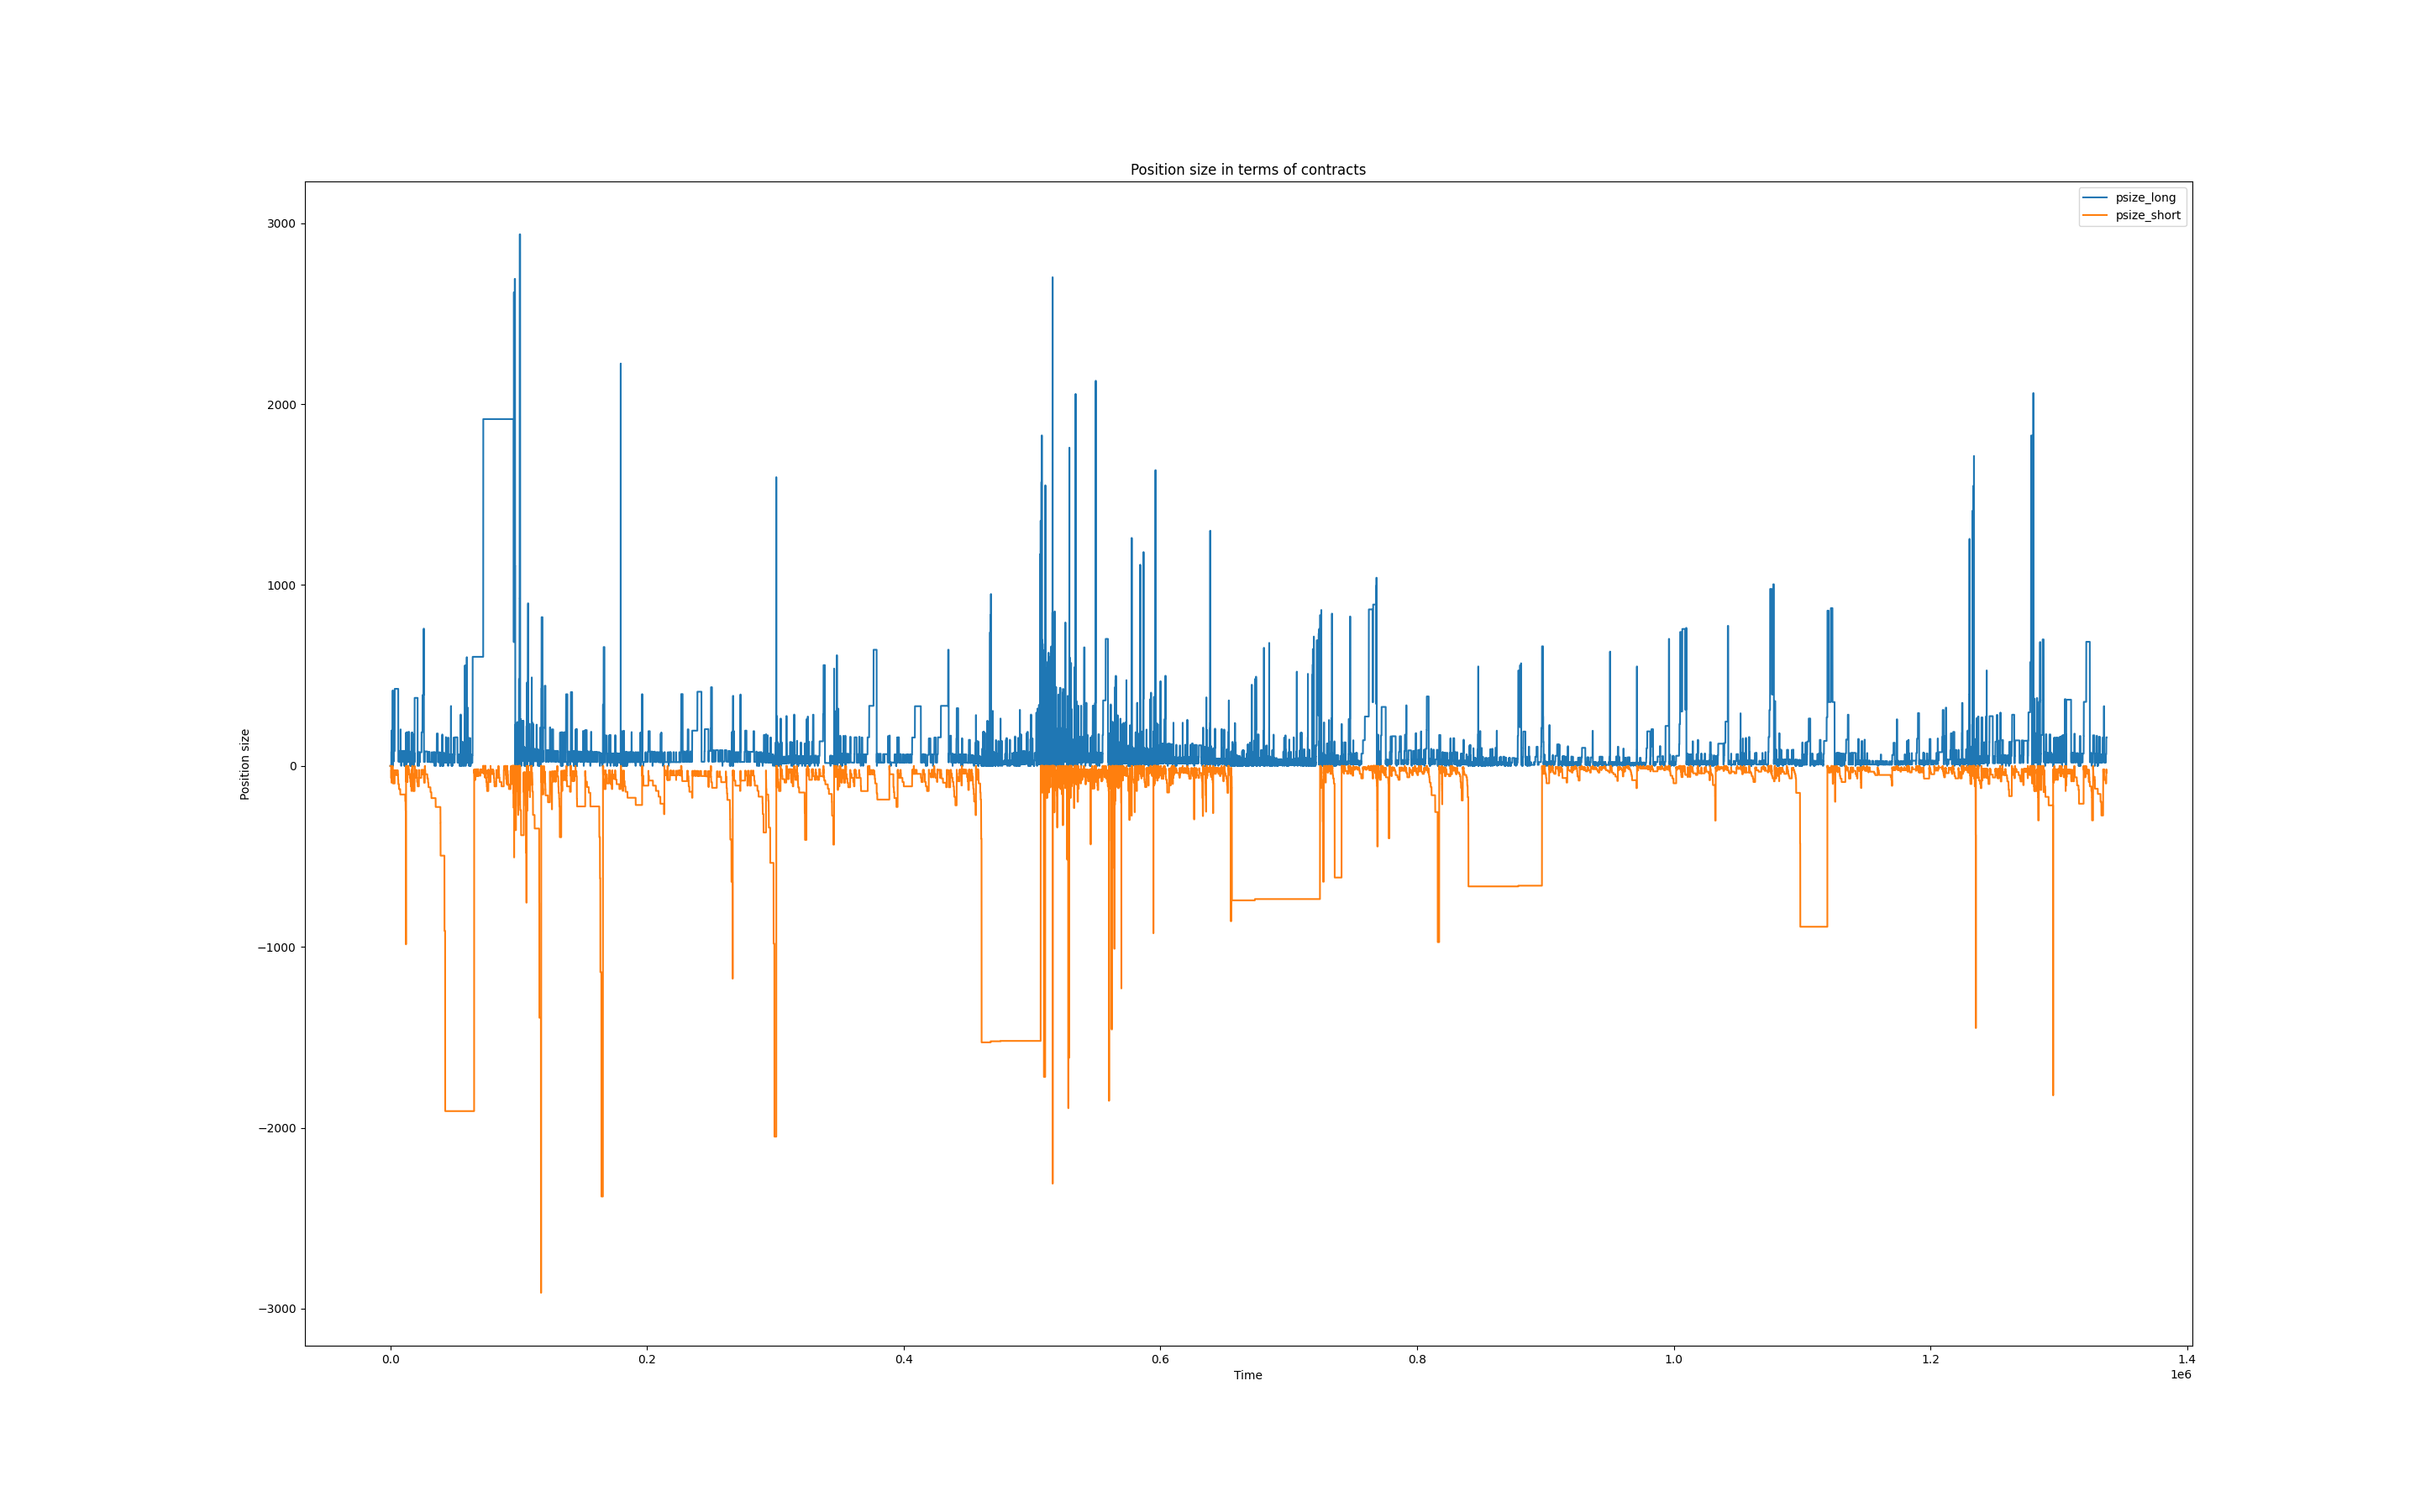 Position size in terms of contracts
psize_long
psize_short
3000
2000
1000
0
−1000
−2000
−3000
Position size
0.0 0.2 0.4 0.6 0.8 1.0 1.2 1.4
Time
1e6